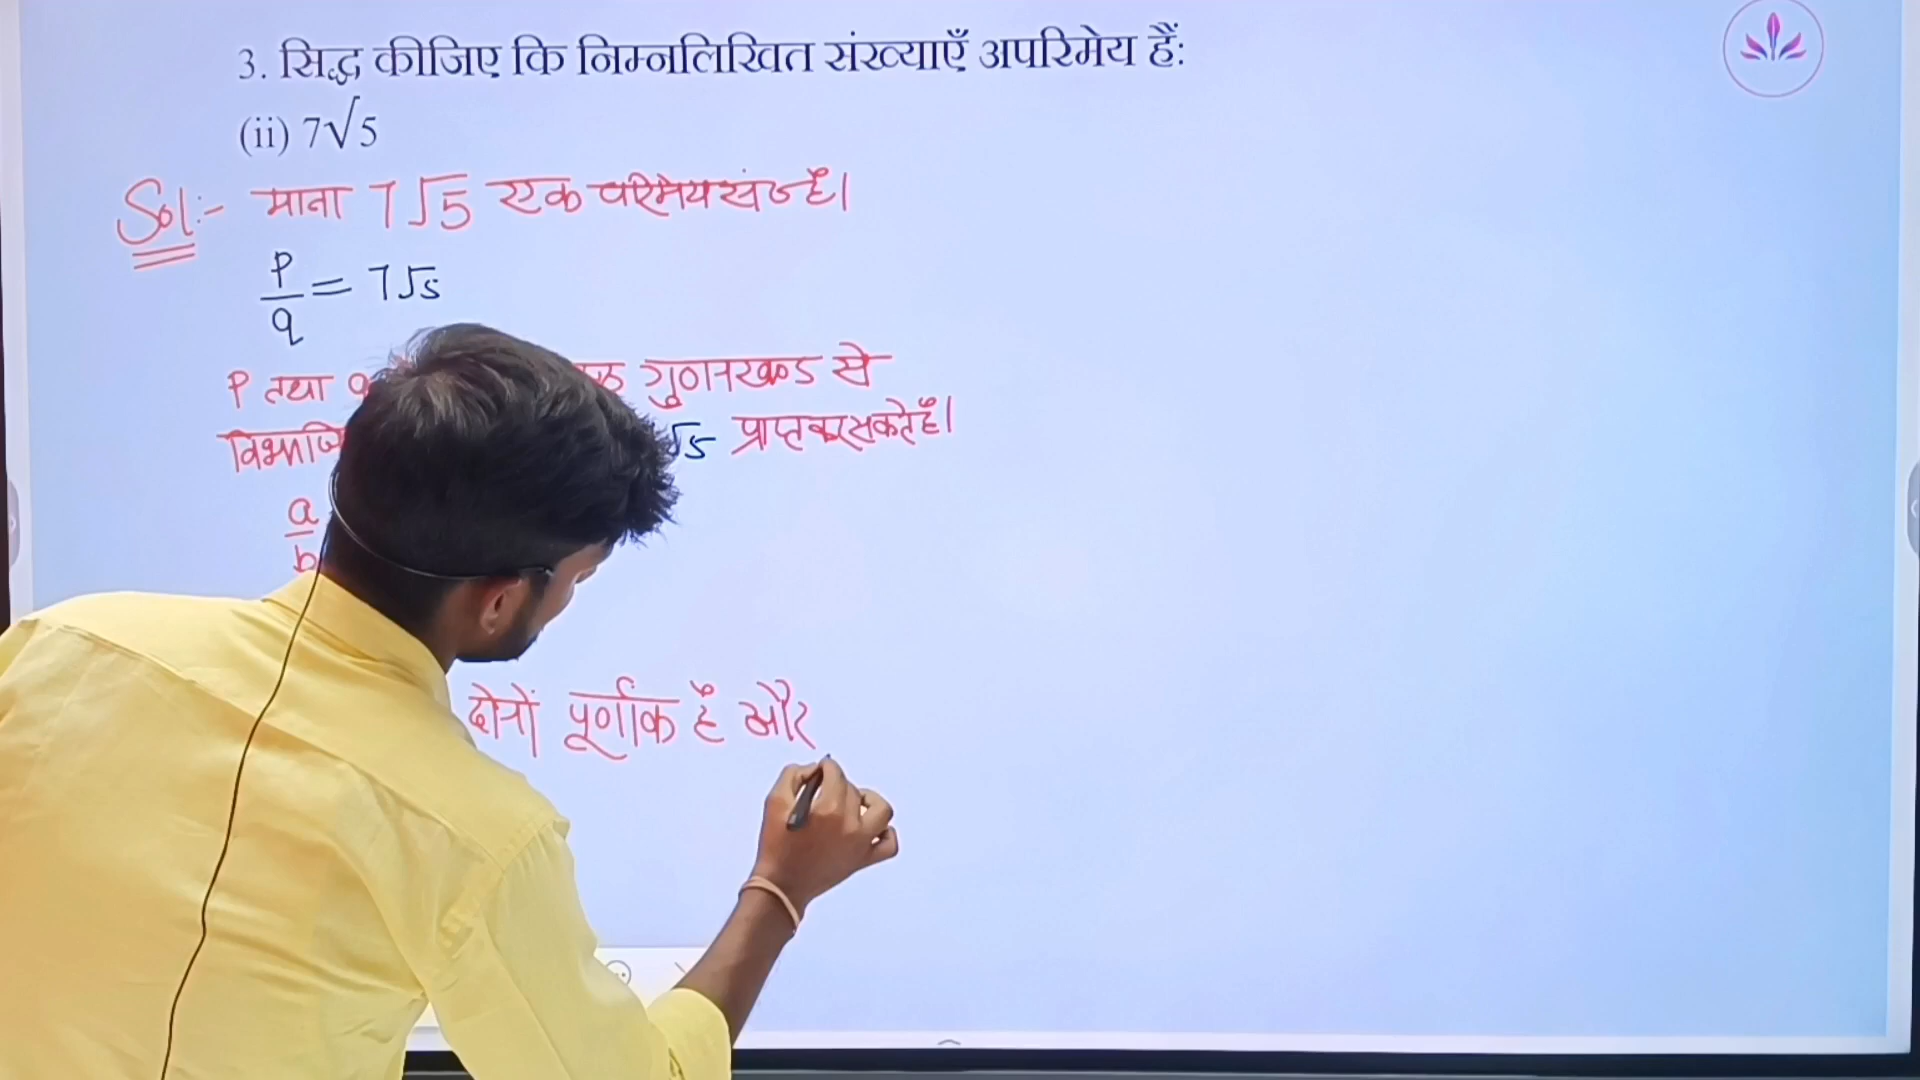 3. सिद्ध कीजिए कि निम्नलिखित संख्याएँ अपरिमेय हैं:
(ii) 7√5
Sol:- माना 7√5 एक परिमेय सं० है।
p/q = 7√5
P तथा गुणनखण्ड से
√5 प्राप्त कर सकते हैं।
a/b
दोनों पूर्णांक हैं और